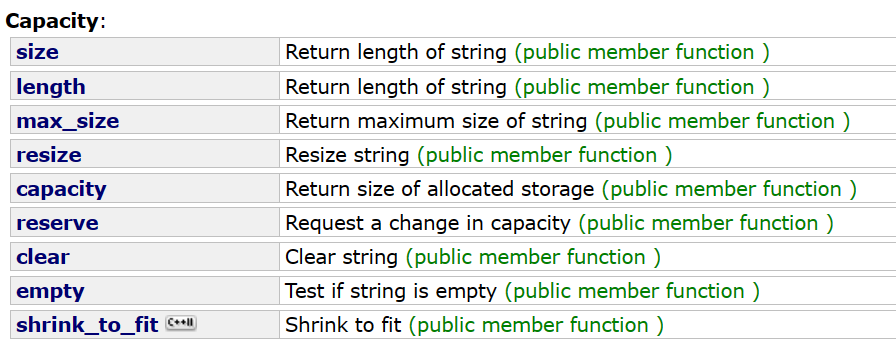 Capacity:
size Return length of string (public member function )
length Return length of string (public member function )
max_size Return maximum size of string (public member function )
resize Resize string (public member function )
capacity Return size of allocated storage (public member function )
reserve Request a change in capacity (public member function )
clear Clear string (public member function )
empty Test if string is empty (public member function )
shrink_to_fit C++11 Shrink to fit (public member function )